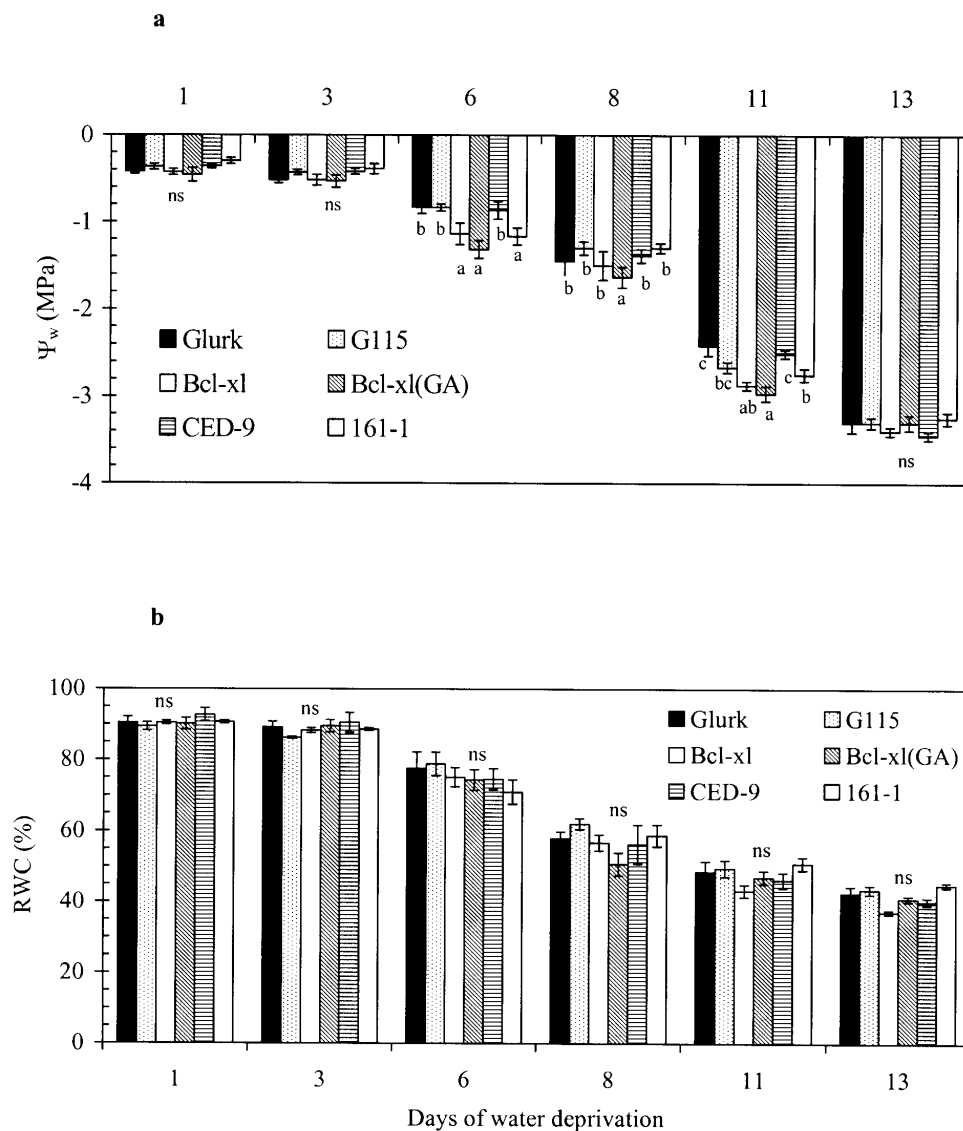 a
1 3 6 8 11 13
0
-1
-2
-3
-4
Ψw (MPa)
ns ns
b b a a b a
b b b a b b
c bc ab a c b
ns
Glurk G115
Bcl-xl Bcl-xl(GA)
CED-9 161-1
b
100
80
60
40
20
0
RWC (%)
ns ns ns ns ns ns
Glurk G115
Bcl-xl Bcl-xl(GA)
CED-9 161-1
1 3 6 8 11 13
Days of water deprivation